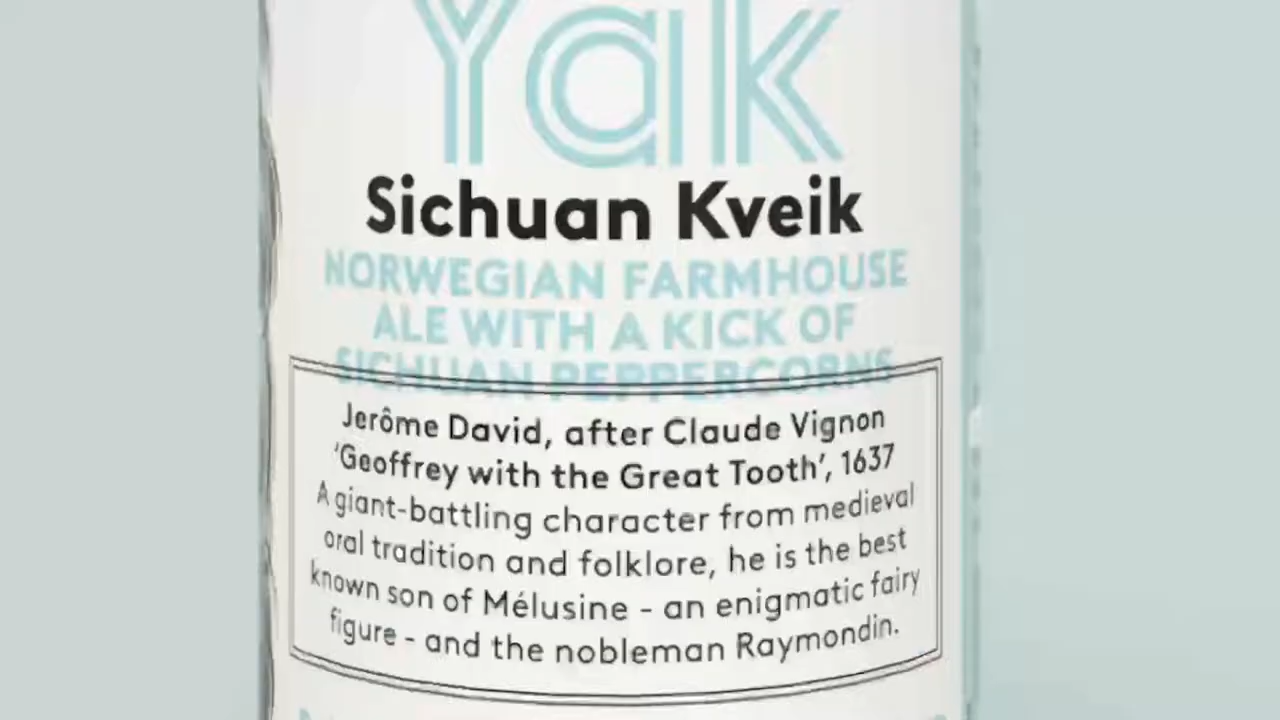 Yak
Sichuan Kveik
NORWEGIAN FARMHOUSE
ALE WITH A KICK OF
SICHUAN PEPPERCORNS
Jerôme David, after Claude Vignon
‘Geoffrey with the Great Tooth’, 1637
A giant-battling character from medieval
oral tradition and folklore, he is the best
known son of Mélusine - an enigmatic fairy
figure - and the nobleman Raymondin.